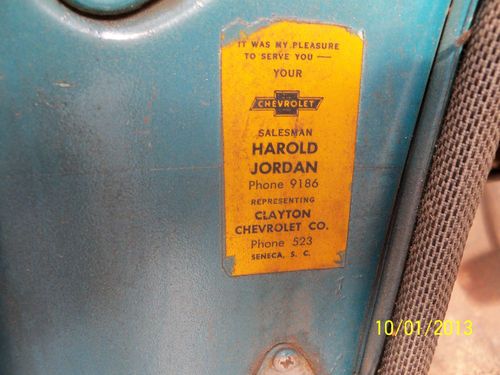 IT WAS MY PLEASURE
TO SERVE YOU —
YOUR
CHEVROLET
SALESMAN
HAROLD
JORDAN
Phone 9186
REPRESENTING
CLAYTON
CHEVROLET CO.
Phone 523
SENECA, S. C.
10/01/2013